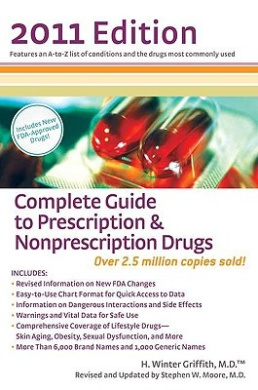 2011 Edition
Features an A-to-Z list of conditions and the drugs most commonly used
Includes New
FDA-Approved
Drugs!
Complete Guide
to Prescription &
Nonprescription Drugs
Over 2.5 million copies sold!
INCLUDES:
• Revised Information on New FDA Changes
• Easy-to-Use Chart Format for Quick Access to Data
• Information on Dangerous Interactions and Side Effects
• Warnings and Vital Data for Safe Use
• Comprehensive Coverage of Lifestyle Drugs—
Skin Aging, Obesity, Sexual Dysfunction, and More
• More Than 6,000 Brand Names and 1,000 Generic Names
H. Winter Griffith, M.D.™
Revised and Updated by Stephen W. Moore, M.D.